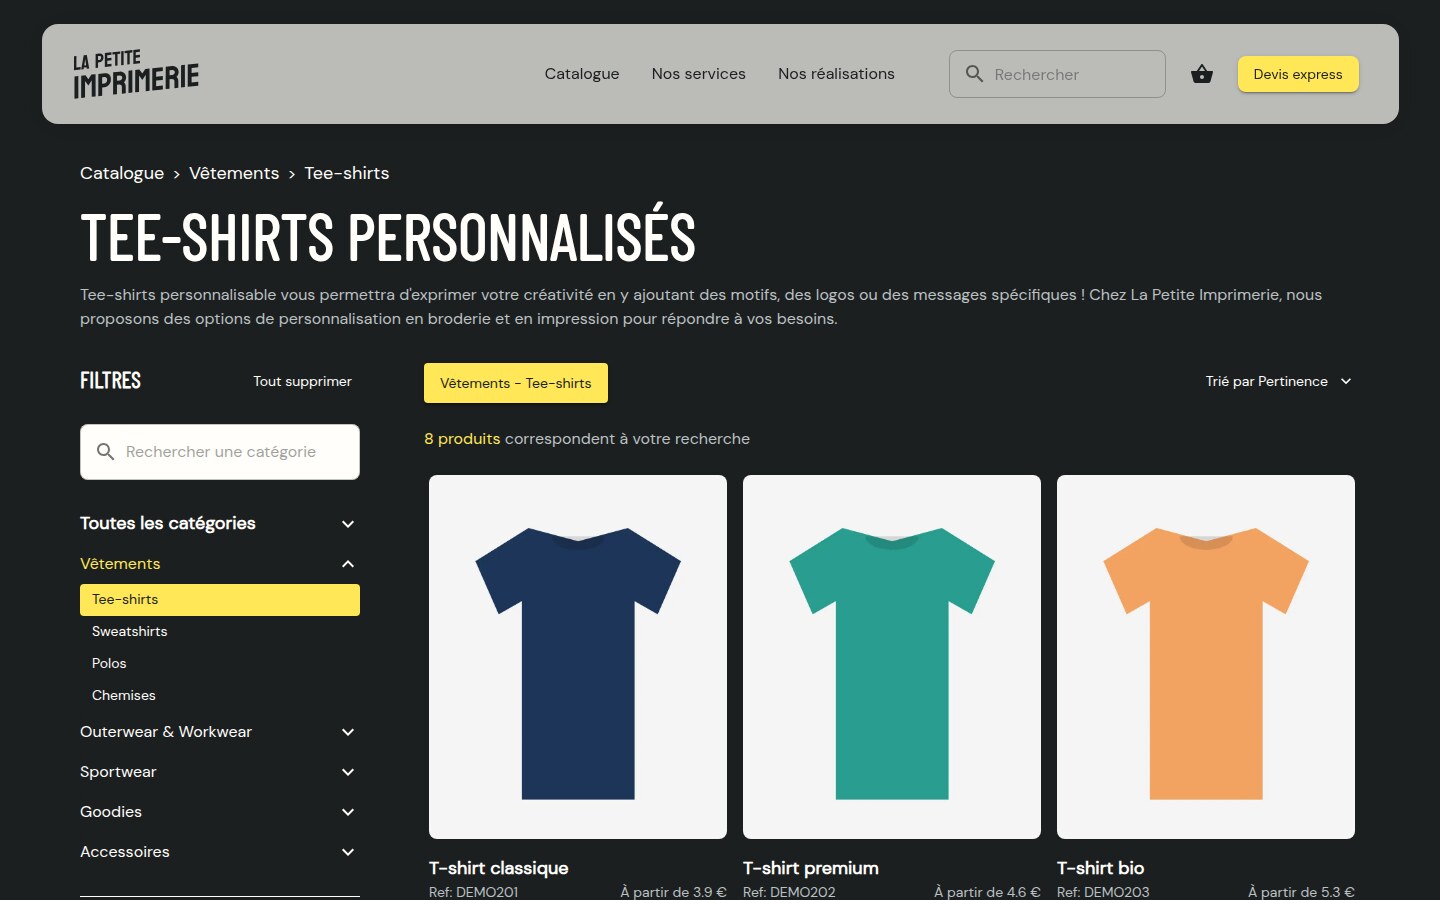 LA PETITE
IMPRIMERIE
Catalogue
Nos services
Nos réalisations
Rechercher
Devis express
Catalogue > Vêtements > Tee-shirts
TEE-SHIRTS PERSONNALISÉS
Tee-shirts personnalisable vous permettra d'exprimer votre créativité en y ajoutant des motifs, des logos ou des messages spécifiques ! Chez La Petite Imprimerie, nous
proposons des options de personnalisation en broderie et en impression pour répondre à vos besoins.
FILTRES
Tout supprimer
Rechercher une catégorie
Toutes les catégories
Vêtements
Tee-shirts
Sweatshirts
Polos
Chemises
Outerwear & Workwear
Sportwear
Goodies
Accessoires
Vêtements - Tee-shirts
Trié par Pertinence
8 produits correspondent à votre recherche
T-shirt classique
Ref: DEMO201
À partir de 3.9 €
T-shirt premium
Ref: DEMO202
À partir de 4.6 €
T-shirt bio
Ref: DEMO203
À partir de 5.3 €